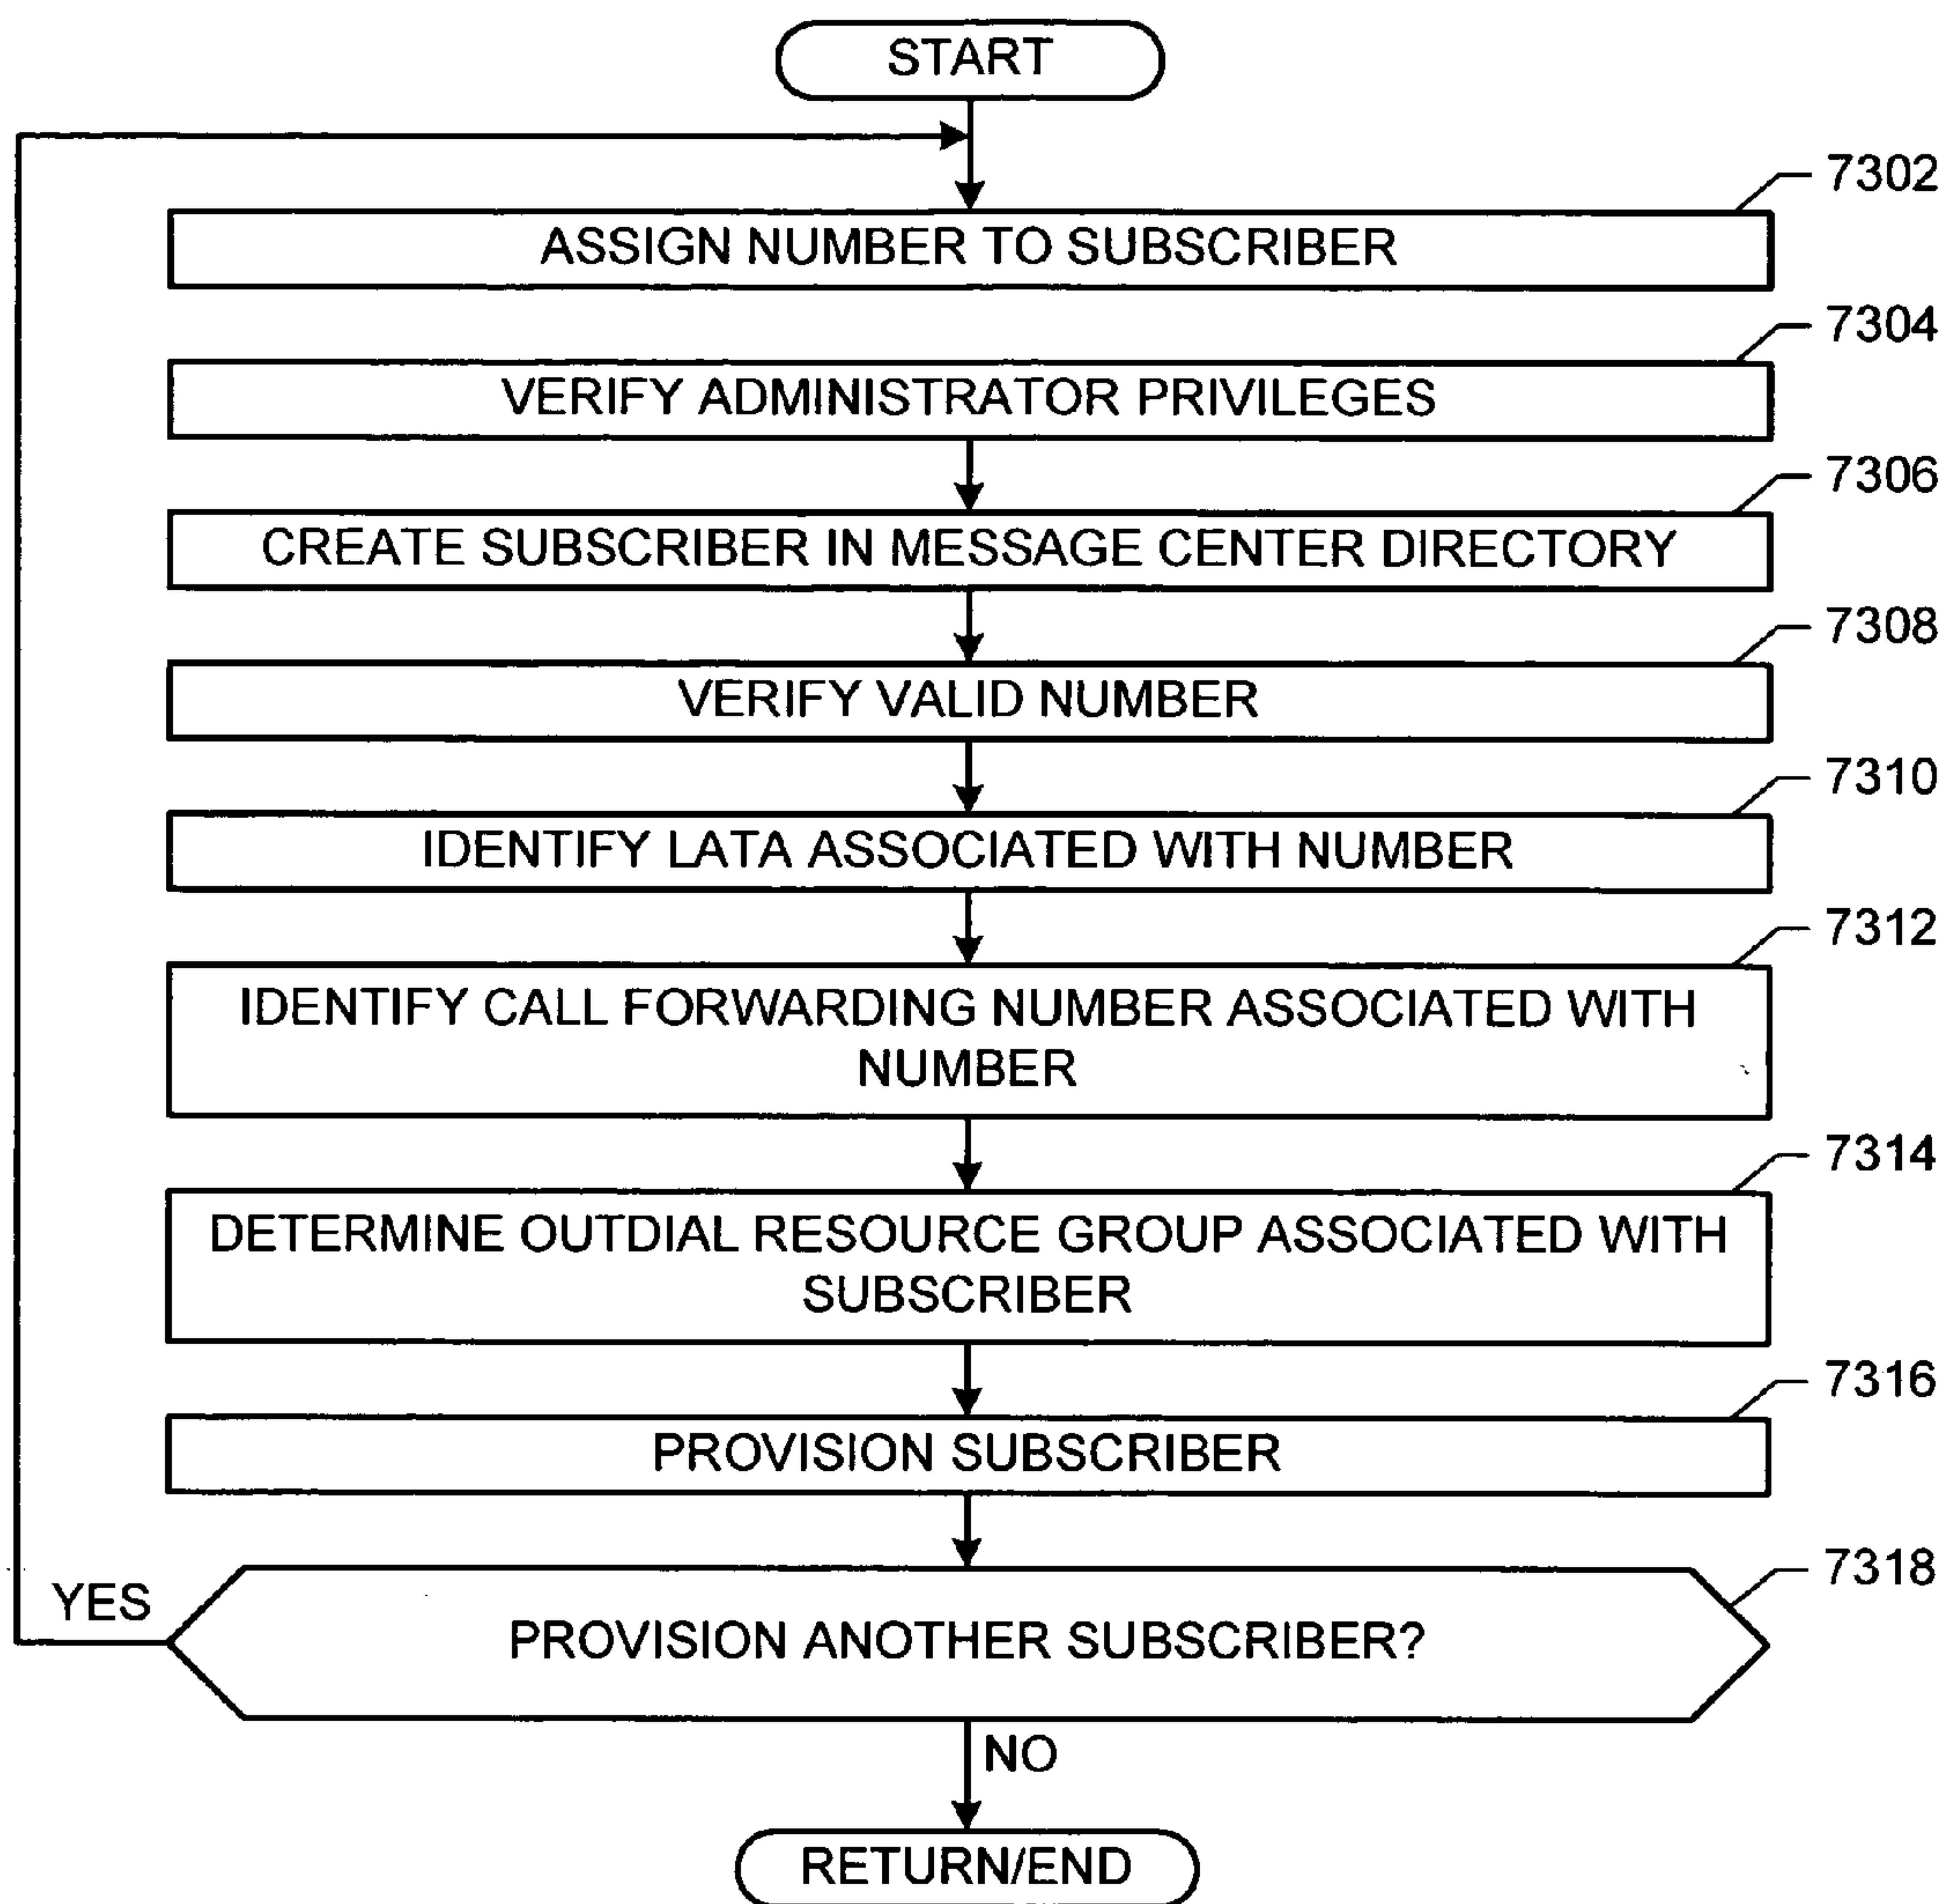 START
7302
ASSIGN NUMBER TO SUBSCRIBER
7304
VERIFY ADMINISTRATOR PRIVILEGES
7306
CREATE SUBSCRIBER IN MESSAGE CENTER DIRECTORY
7308
VERIFY VALID NUMBER
7310
IDENTIFY LATA ASSOCIATED WITH NUMBER
7312
IDENTIFY CALL FORWARDING NUMBER ASSOCIATED WITH
NUMBER
7314
DETERMINE OUTDIAL RESOURCE GROUP ASSOCIATED WITH
SUBSCRIBER
7316
PROVISION SUBSCRIBER
7318
YES
PROVISION ANOTHER SUBSCRIBER?
NO
RETURN/END